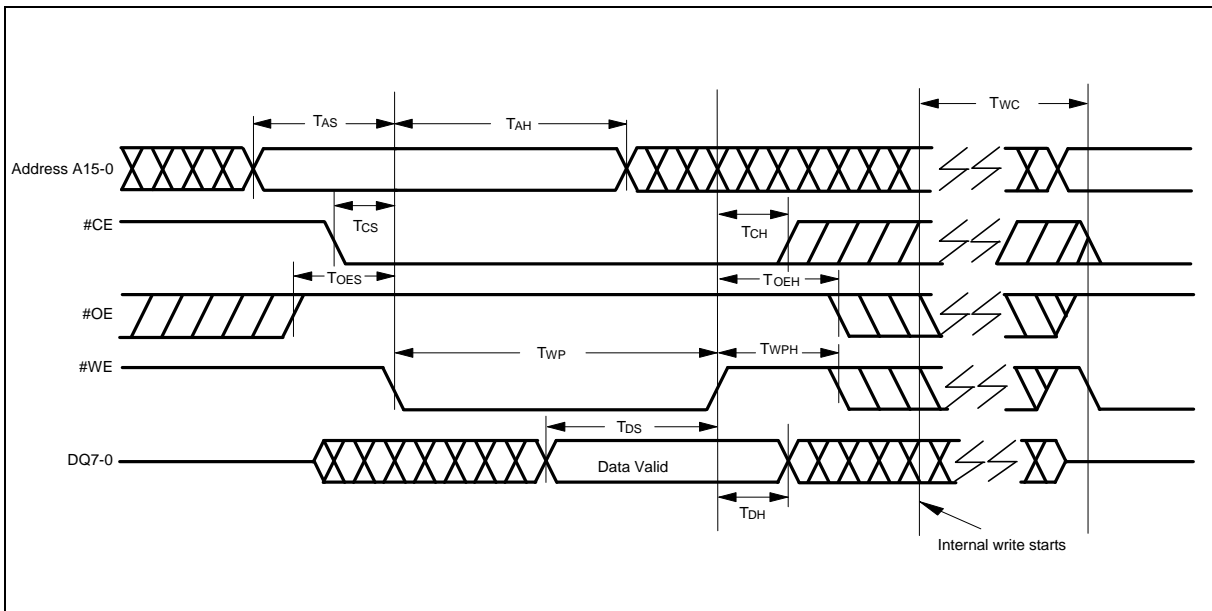 TWC
TAS
TAH
Address A15-0
#CE
TCS
TCH
TOES
TOEH
#OE
#WE
TWP
TWPH
TDS
DQ7-0
Data Valid
TDH
Internal write starts